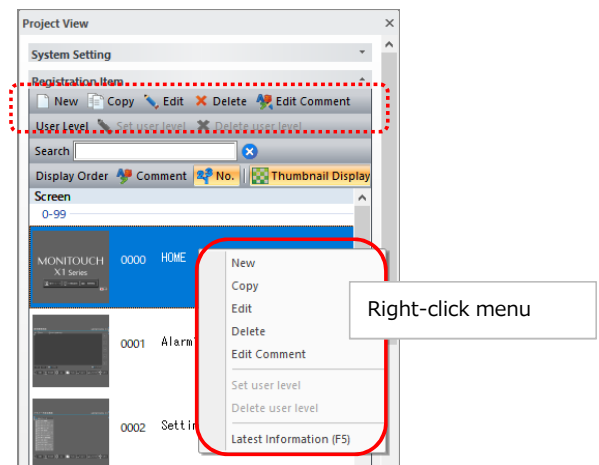 Project View
System Setting
Registration Item
New Copy Edit Delete Edit Comment
User Level Set user level Delete user level
Search
Display Order Comment No. Thumbnail Display
Screen
0-99
MONITOUCH
X1 Series
0000 HOME
New
Copy
Edit
Delete
Edit Comment
Set user level
Delete user level
Latest Information (F5)
Right-click menu
0001 Alarm
0002 Settin